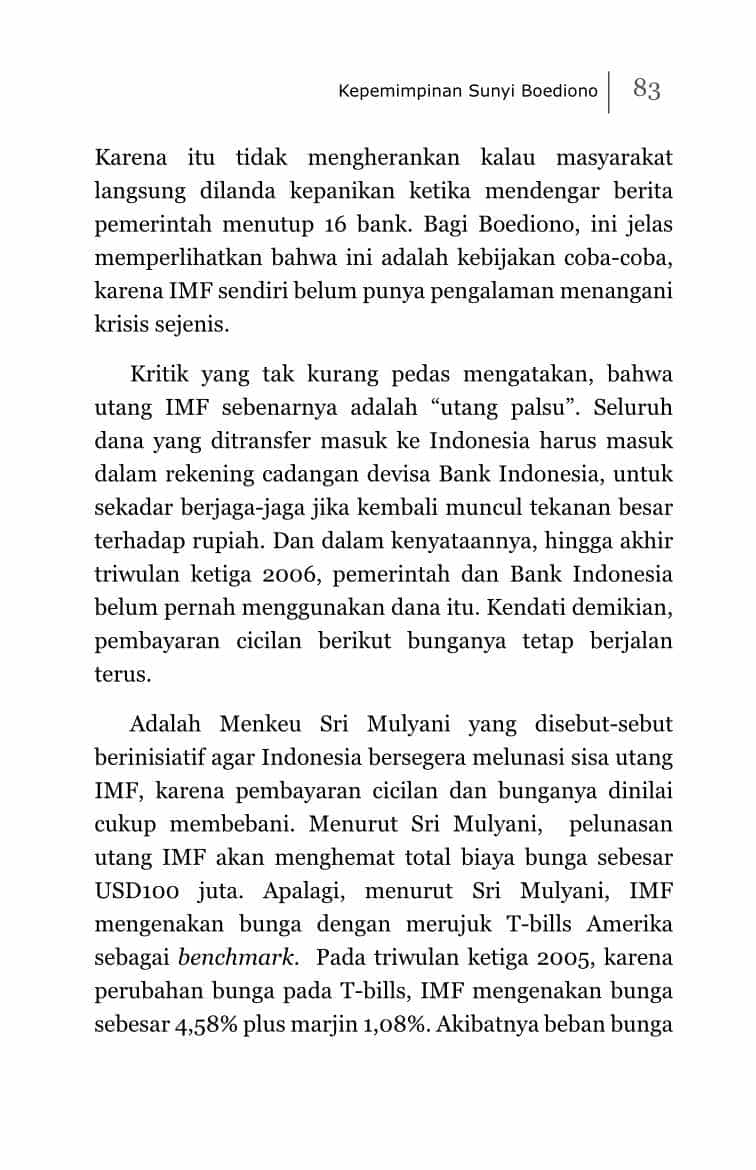 Kepemimpinan Sunyi Boediono 83
Karena itu tidak mengherankan kalau masyarakat
langsung dilanda kepanikan ketika mendengar berita
pemerintah menutup 16 bank. Bagi Boediono, ini jelas
memperlihatkan bahwa ini adalah kebijakan coba-coba,
karena IMF sendiri belum punya pengalaman menangani
krisis sejenis.
Kritik yang tak kurang pedas mengatakan, bahwa
utang IMF sebenarnya adalah “utang palsu”. Seluruh
dana yang ditransfer masuk ke Indonesia harus masuk
dalam rekening cadangan devisa Bank Indonesia, untuk
sekadar berjaga-jaga jika kembali muncul tekanan besar
terhadap rupiah. Dan dalam kenyataannya, hingga akhir
triwulan ketiga 2006, pemerintah dan Bank Indonesia
belum pernah menggunakan dana itu. Kendati demikian,
pembayaran cicilan berikut bunganya tetap berjalan
terus.
Adalah Menkeu Sri Mulyani yang disebut-sebut
berinisiatif agar Indonesia bersegera melunasi sisa utang
IMF, karena pembayaran cicilan dan bunganya dinilai
cukup membebani. Menurut Sri Mulyani, pelunasan
utang IMF akan menghemat total biaya bunga sebesar
USD100 juta. Apalagi, menurut Sri Mulyani, IMF
mengenakan bunga dengan merujuk T-bills Amerika
sebagai benchmark. Pada triwulan ketiga 2005, karena
perubahan bunga pada T-bills, IMF mengenakan bunga
sebesar 4,58% plus marjin 1,08%. Akibatnya beban bunga